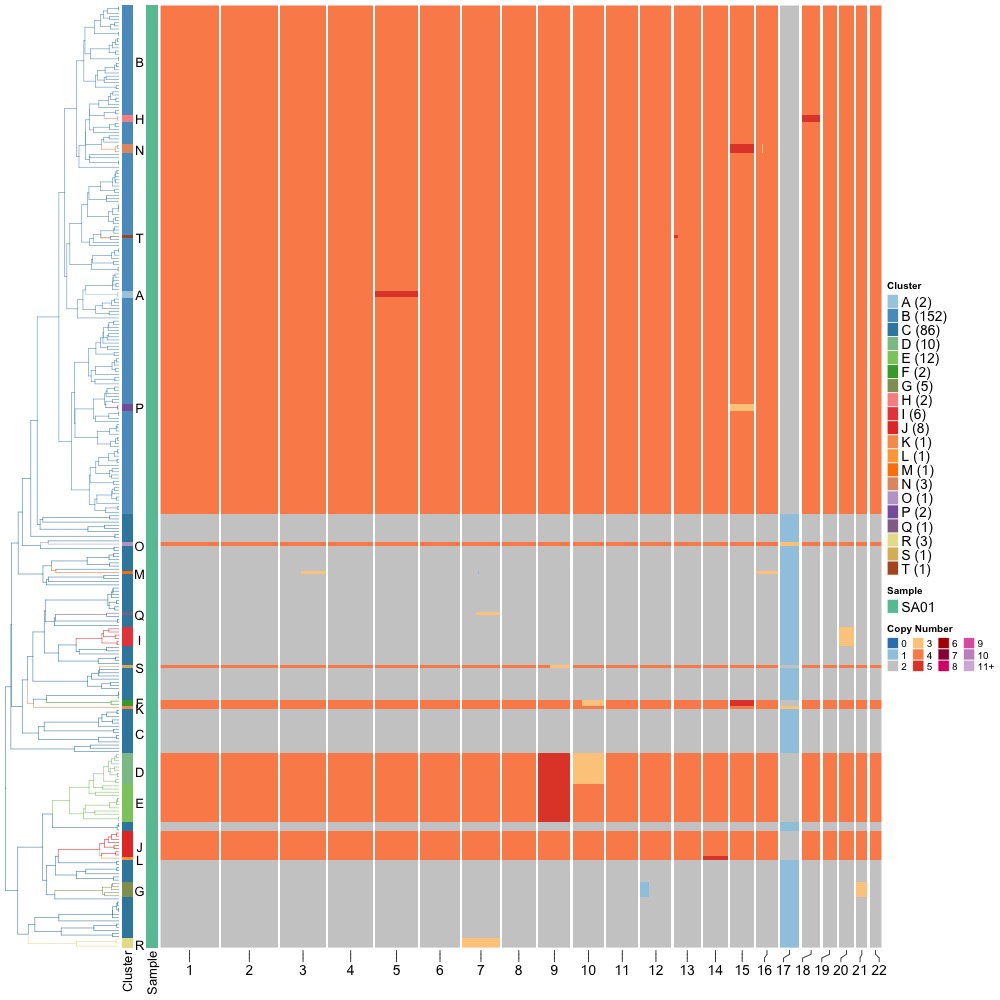 B
H
N
T
A
P
O
M
Q
I
S
F
K
C
D
E
J
L
G
R
Cluster
Sample
1 2 3 4 5 6 7 8 9 10 11 12 13 14 15 16 17 18 19 20 21 22
Cluster
A (2)
B (152)
C (86)
D (10)
E (12)
F (2)
G (5)
H (2)
I (6)
J (8)
K (1)
L (1)
M (1)
N (3)
O (1)
P (2)
Q (1)
R (3)
S (1)
T (1)
Sample
SA01
Copy Number
0 3 6 9
1 4 7 10
2 5 8 11+